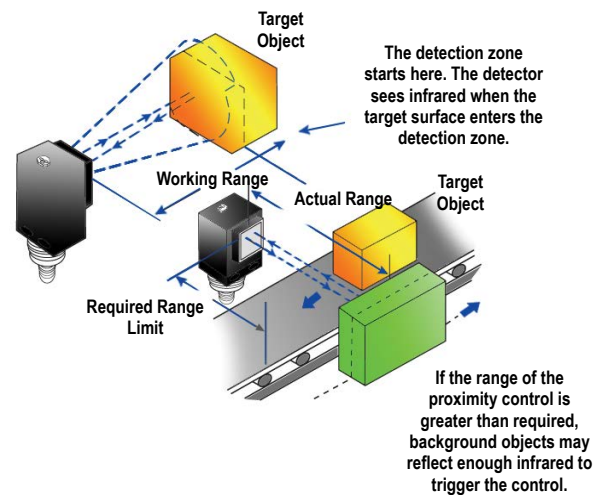 Target
Object
The detection zone
starts here. The detector
sees infrared when the
target surface enters the
detection zone.
Working Range
Actual Range
Target
Object
Required Range
Limit
If the range of the
proximity control is
greater than required,
background objects may
reflect enough infrared to
trigger the control.